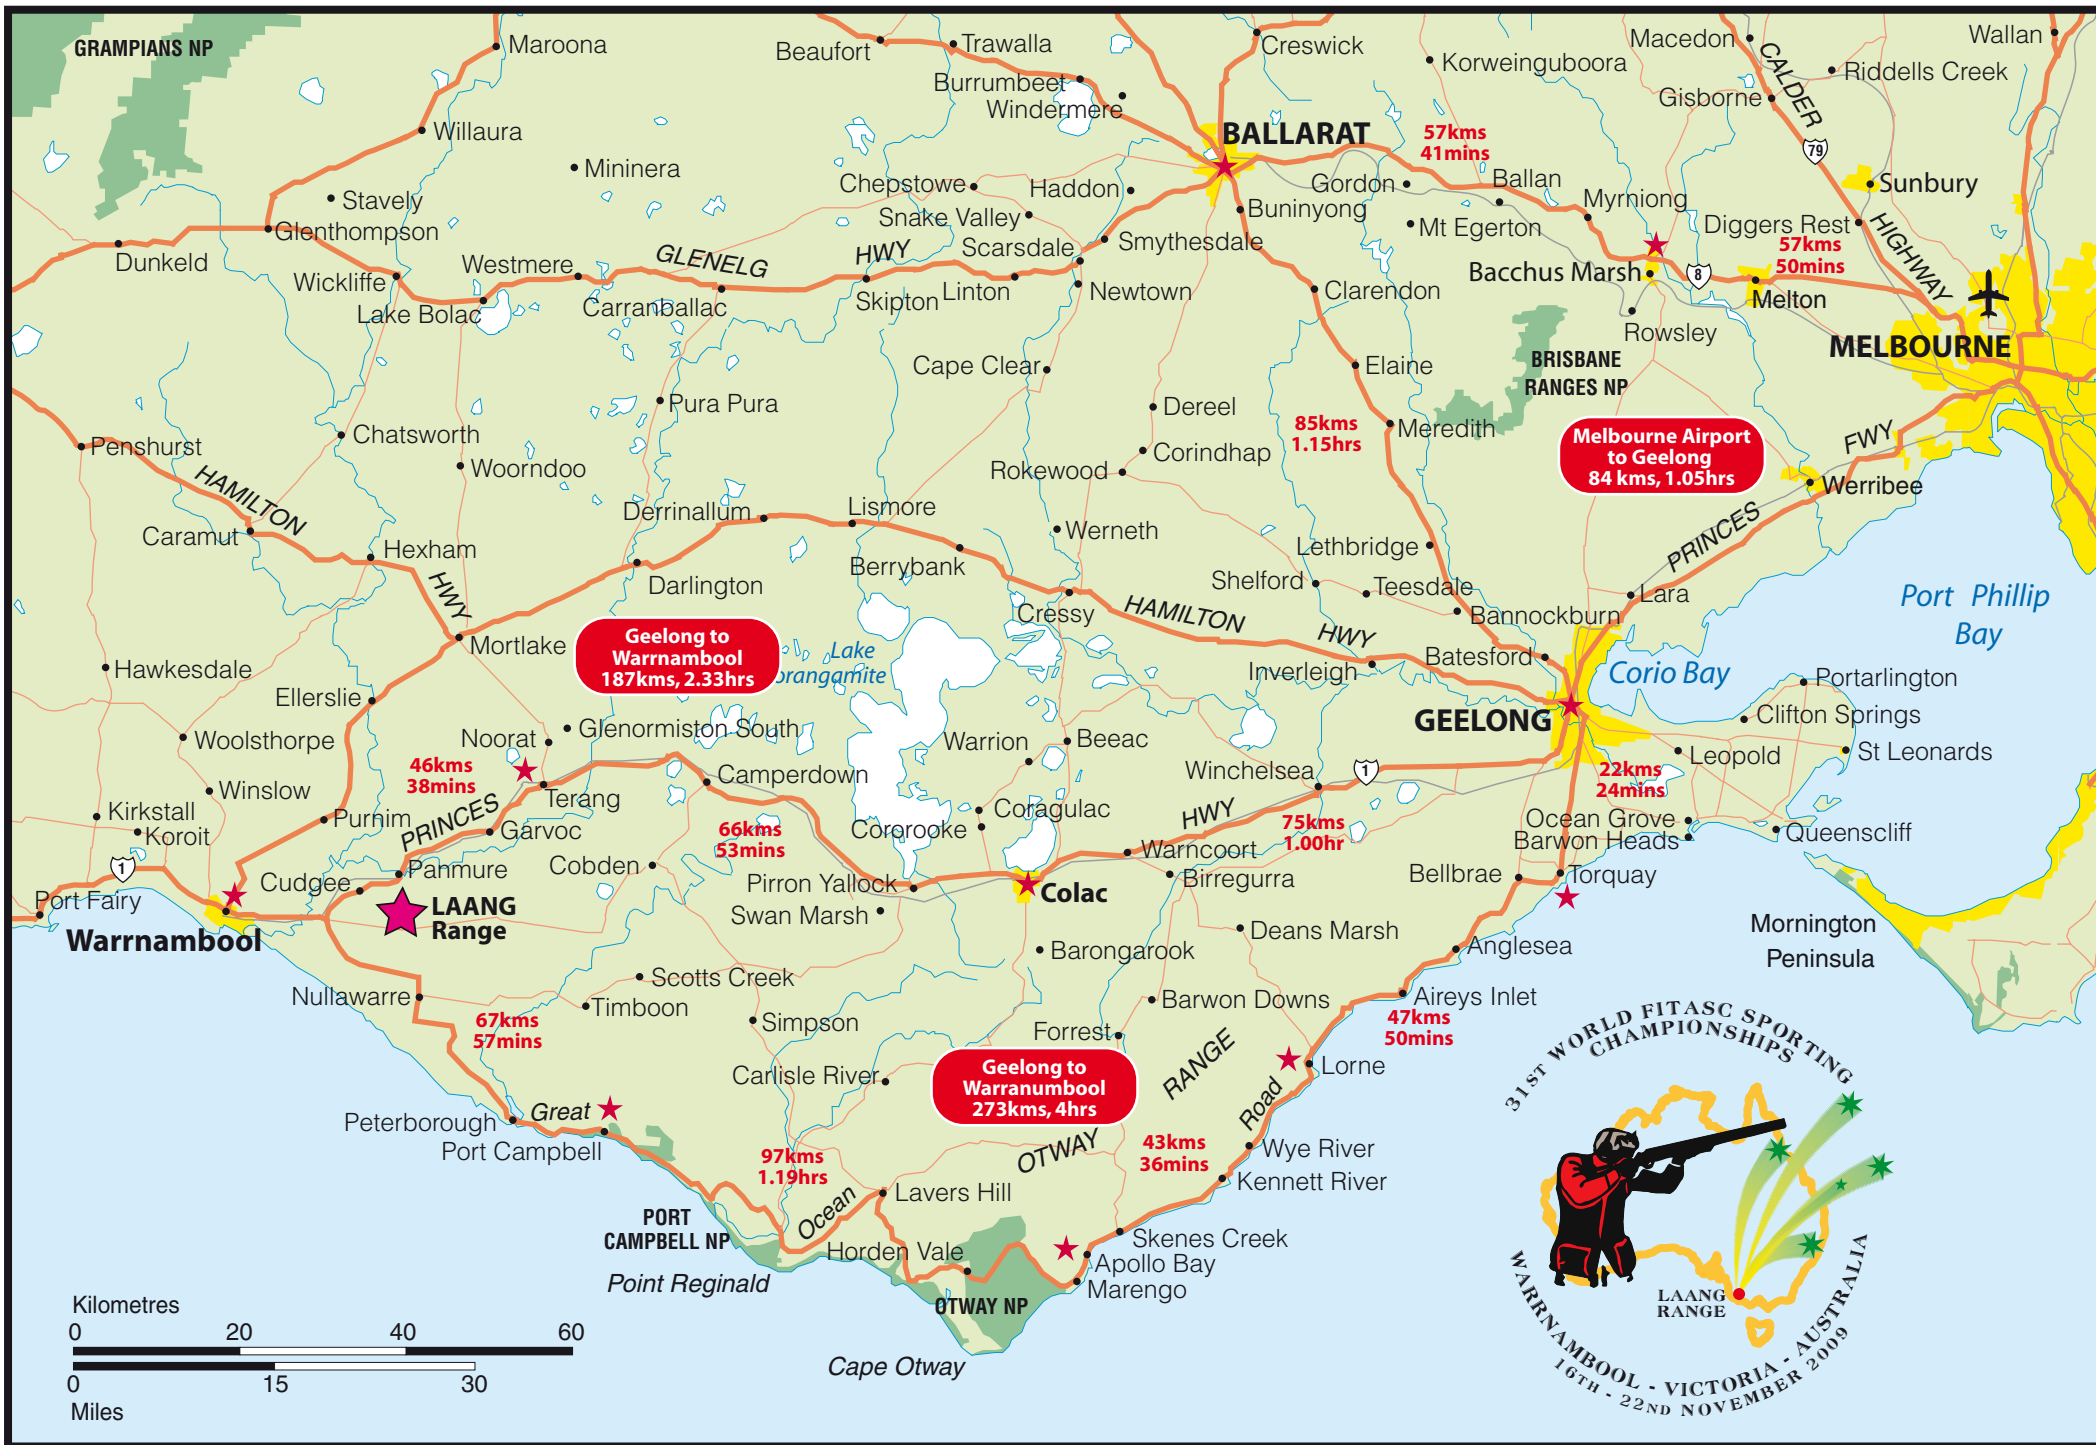 GRAMPIANS NP
Maroona
Beaufort
Trawalla
Creswick
Korweinguboora
Macedon
Wallan
CALDER
Riddells Creek
Burrumbeet
Windermere
Gisborne
Willaura
BALLARAT
57kms
41mins
79
Mininera
Chepstowe
Haddon
Gordon
Ballan
Sunbury
Stavely
Snake Valley
Buninyong
Myrniong
Glenthompson
Mt Egerton
Diggers Rest
HIGHWAY
Dunkeld
Westmere
GLENELG
HWY
Scarsdale
Smythesdale
57kms
50mins
Wickliffe
Bacchus Marsh
8
Lake Bolac
Carranballac
Skipton
Linton
Newtown
Clarendon
Melton
Rowsley
MELBOURNE
Cape Clear
Elaine
BRISBANE
RANGES NP
Pura Pura
Dereel
Penshurst
Chatsworth
85kms
1.15hrs
Meredith
Melbourne Airport
to Geelong
84 kms, 1.05hrs
FWY
Woorndoo
Corindhap
Rokewood
HAMILTON
Werribee
Derrinallum
Lismore
Caramut
Werneth
PRINCES
Hexham
Lethbridge
HWY
Darlington
Berrybank
Shelford
Teesdale
Lara
Port Phillip
Bay
Cressy
HAMILTON
HWY
Bannockburn
Mortlake
Geelong to
Warrnambool
187kms, 2.33hrs
Lake
orangamite
Batesford
Hawkesdale
Inverleigh
Corio Bay
Portarlington
Ellerslie
Clifton Springs
GEELONG
Woolsthorpe
Noorat
Glenormiston South
Warrion
Beeac
Leopold
St Leonards
46kms
38mins
Camperdown
Winchelsea
1
22kms
24mins
Winslow
Terang
Kirkstall
Koroit
Purnim
PRINCES
Garvoc
Coragulac
Cororooke
HWY
75kms
1.00hr
Ocean Grove
Barwon Heads
Queenscliff
66kms
53mins
1
Panmure
Cobden
Warncoort
Cudgee
Pirron Yallock
Birregurra
Bellbrae
Torquay
Port Fairy
LAANG
Range
Swan Marsh
Colac
Warrnambool
Deans Marsh
Mornington
Peninsula
Barongarook
Anglesea
Scotts Creek
Nullawarre
Timboon
Barwon Downs
Aireys Inlet
67kms
57mins
Simpson
Forrest
47kms
50mins
RANGE
Carlisle River
Geelong to
Warranumbool
273kms, 4hrs
Lorne
Road
Peterborough
Great
Port Campbell
97kms
1.19hrs
OTWAY
43kms
36mins
Wye River
Kennett River
Ocean
Lavers Hill
PORT
CAMPBELL NP
Skenes Creek
Horden Vale
Apollo Bay
Point Reginald
Marengo
OTWAY NP
Cape Otway
Kilometres
0 20 40 60
0 15 30
Miles
31ST WORLD FITASC SPORTING
CHAMPIONSHIPS
LAANG
RANGE
WARRNAMBOOL - VICTORIA - AUSTRALIA
16TH - 22ND NOVEMBER 2009